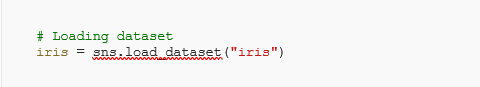 # Loading dataset
iris = sns.load_dataset("iris")